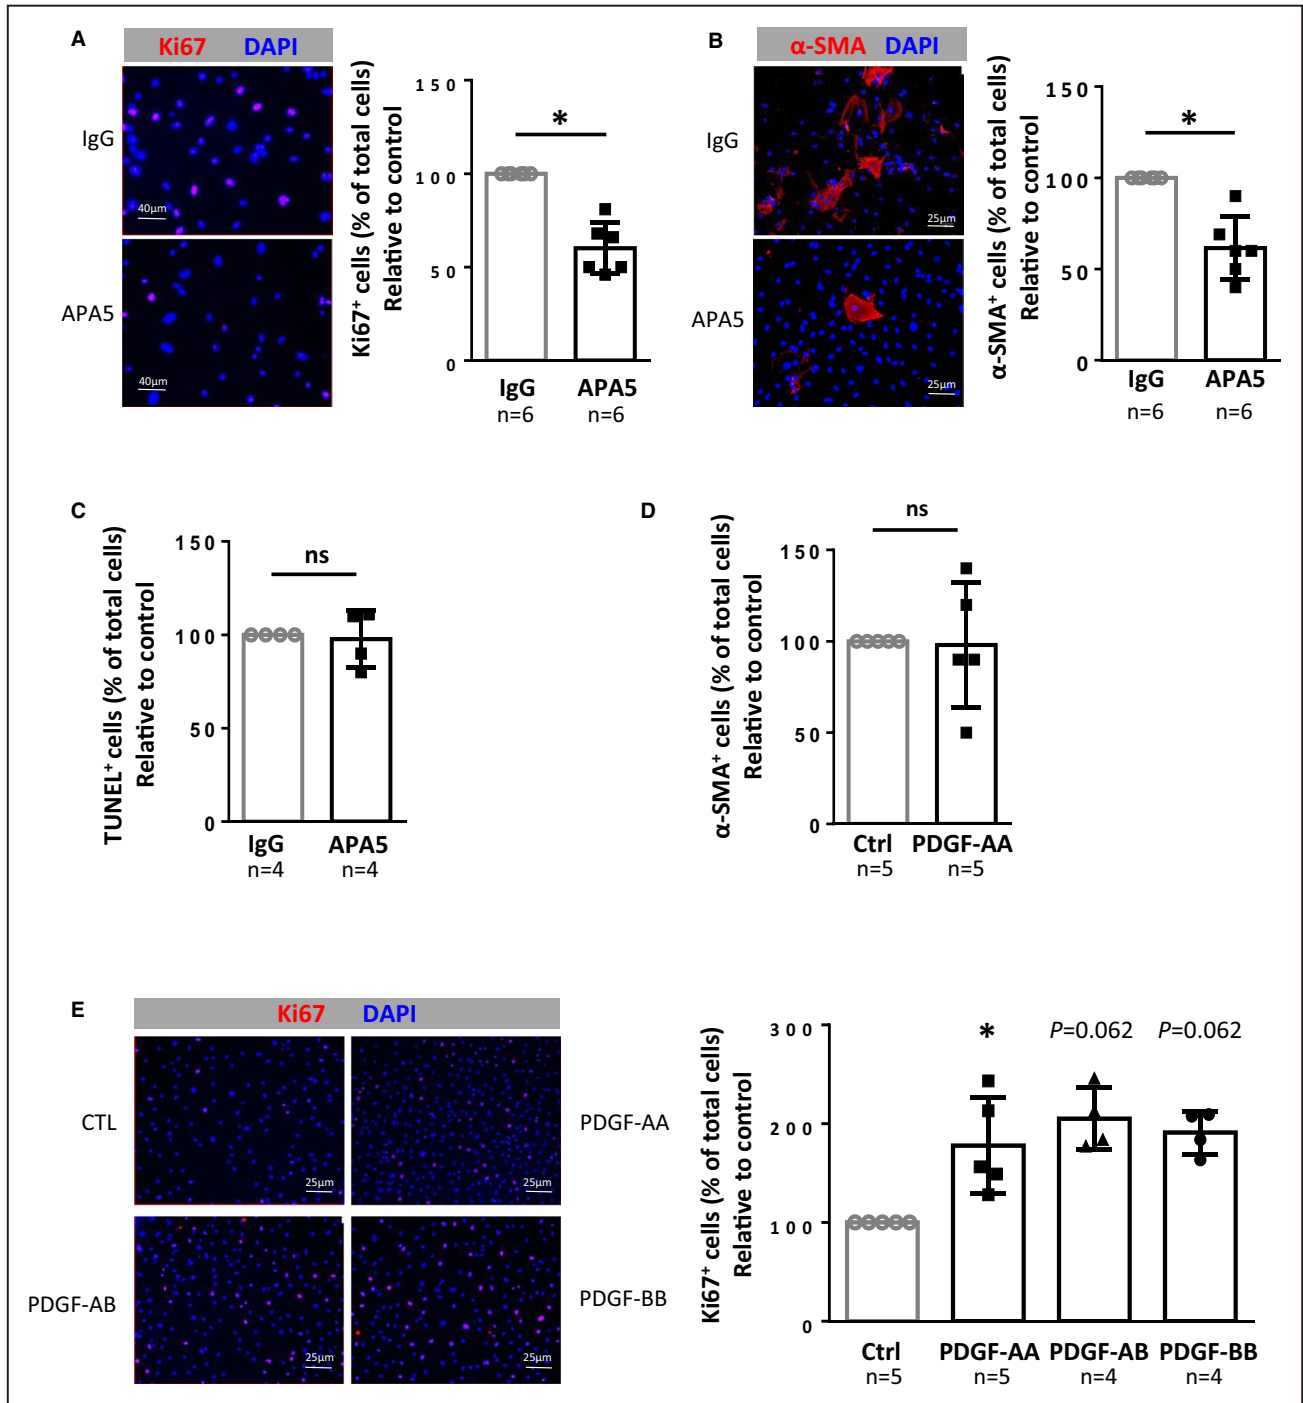 A
Ki67 DAPI
IgG
40µm
APA5
40µm
Ki67⁺ cells (% of total cells)
Relative to control
150
100
50
0
*
IgG APA5
n=6 n=6
B
α-SMA DAPI
IgG
25µm
APA5
25µm
α-SMA⁺ cells (% of total cells)
Relative to control
150
100
50
0
*
IgG APA5
n=6 n=6
C
TUNEL⁺ cells (% of total cells)
Relative to control
150
100
50
0
ns
IgG APA5
n=4 n=4
D
α-SMA⁺ cells (% of total cells)
Relative to control
150
100
50
0
ns
Ctrl PDGF-AA
n=5 n=5
E
Ki67 DAPI
CTL
25µm
25µm
PDGF-AA
PDGF-AB
25µm
25µm
PDGF-BB
Ki67⁺ cells (% of total cells)
Relative to control
300
200
100
0
* P=0.062 P=0.062
Ctrl PDGF-AA PDGF-AB PDGF-BB
n=5 n=5 n=4 n=4